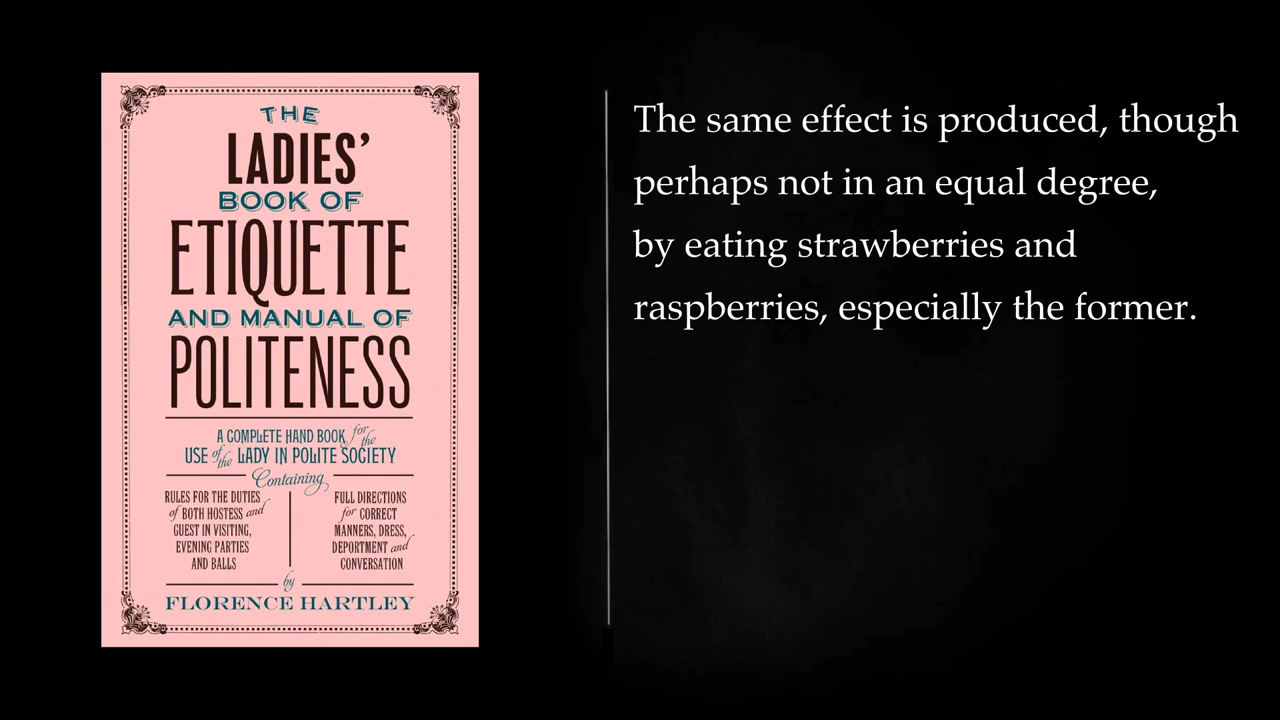 THE
LADIES'
BOOK OF
ETIQUETTE
AND MANUAL OF
POLITENESS
A COMPLETE HAND BOOK for the
USE of the LADY IN POLITE SOCIETY
Containing
RULES FOR THE DUTIES
of BOTH HOSTESS and
GUEST IN VISITING,
EVENING PARTIES
AND BALLS
FULL DIRECTIONS
for CORRECT
MANNERS, DRESS,
DEPORTMENT and
CONVERSATION
by
FLORENCE HARTLEY
The same effect is produced, though
perhaps not in an equal degree,
by eating strawberries and
raspberries, especially the former.